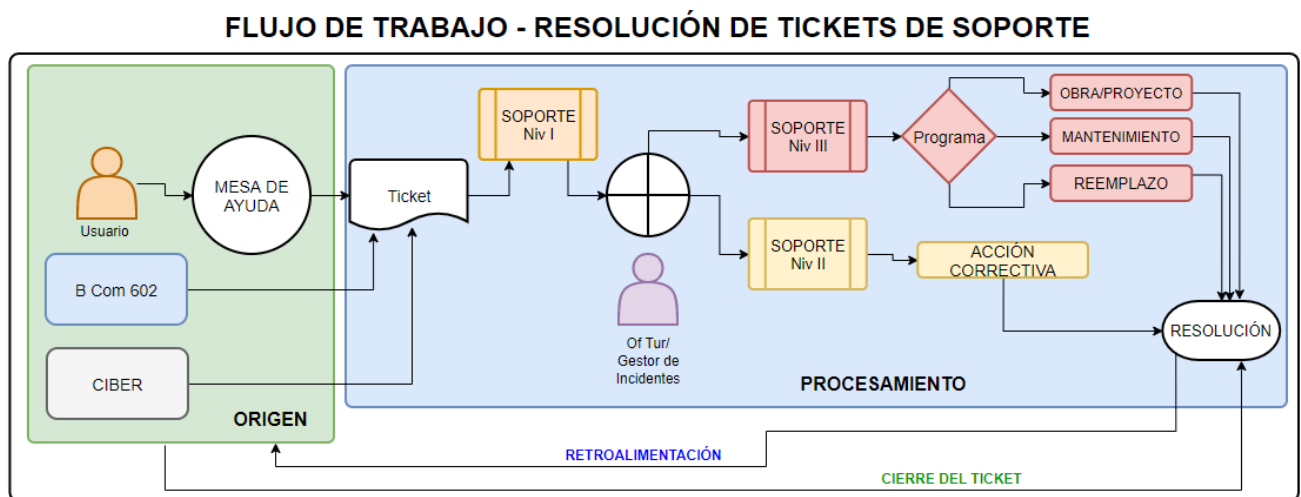 FLUJO DE TRABAJO - RESOLUCIÓN DE TICKETS DE SOPORTE
Usuario
MESA DE
AYUDA
B Com 602
CIBER
ORIGEN
Ticket
SOPORTE
Niv I
Of Tur/
Gestor de
Incidentes
SOPORTE
Niv III
Programa
OBRA/PROYECTO
MANTENIMIENTO
REEMPLAZO
SOPORTE
Niv II
ACCIÓN
CORRECTIVA
RESOLUCIÓN
PROCESAMIENTO
RETROALIMENTACIÓN
CIERRE DEL TICKET